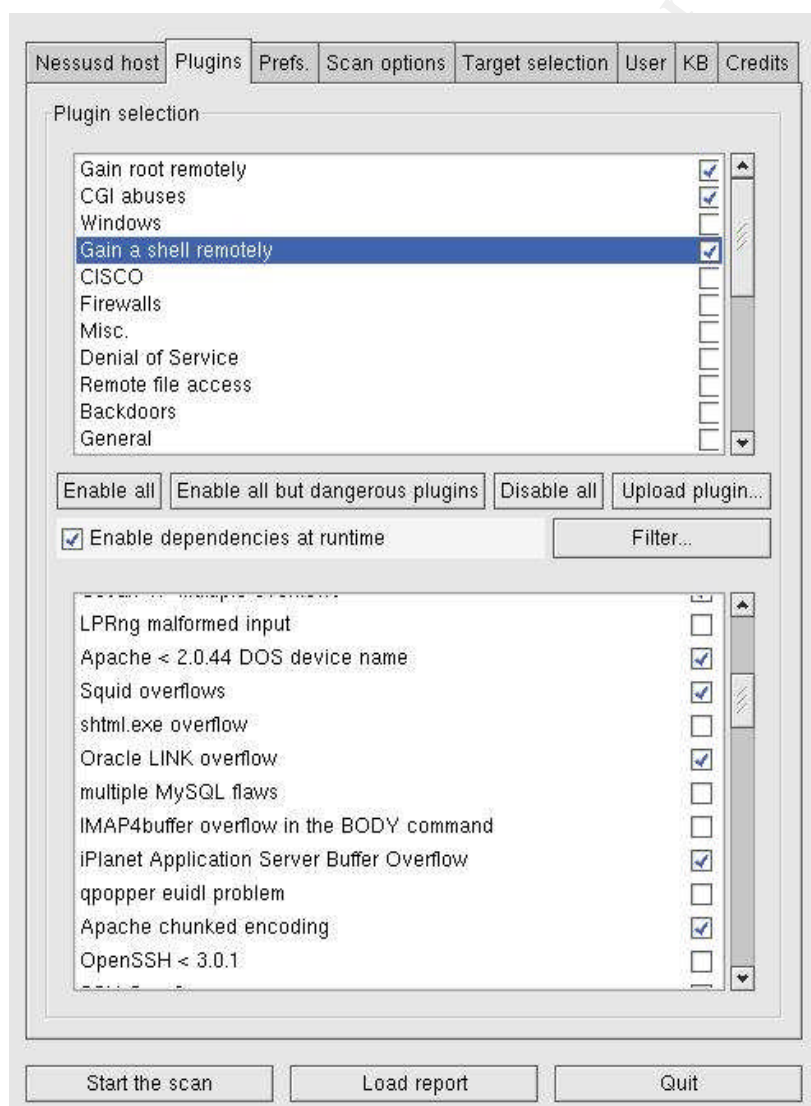 Nessusd host Plugins Prefs. Scan options Target selection User KB Credits
Plugin selection
Gain root remotely
CGI abuses
Windows
Gain a shell remotely
CISCO
Firewalls
Misc.
Denial of Service
Remote file access
Backdoors
General
Enable all Enable all but dangerous plugins Disable all Upload plugin...
Enable dependencies at runtime Filter...
LPRng malformed input
Apache < 2.0.44 DOS device name
Squid overflows
shtml.exe overflow
Oracle LINK overflow
multiple MySQL flaws
IMAP4buffer overflow in the BODY command
iPlanet Application Server Buffer Overflow
qpopper euidl problem
Apache chunked encoding
OpenSSH < 3.0.1
Start the scan Load report Quit